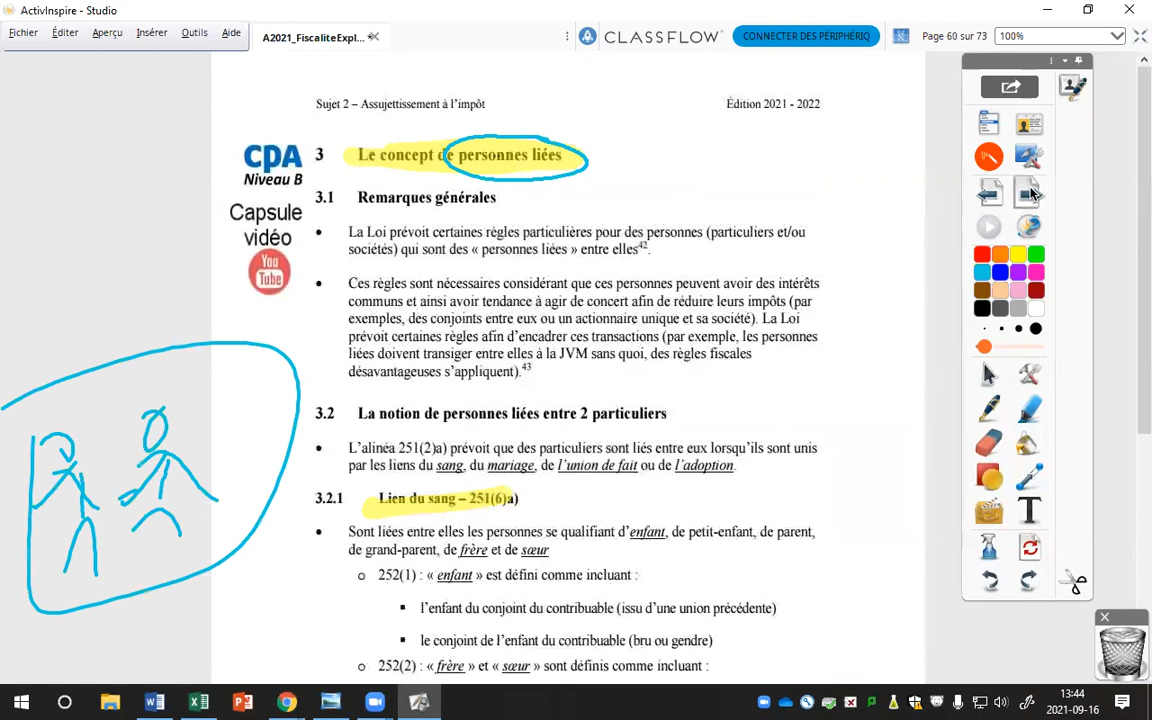 ActivInspire - Studio
Fichier Éditer Aperçu Insérer Outils Aide
A2021_FiscaliteExpl...
CLASSFLOW
CONNECTER DES PÉRIPHÉRIQ
Page 60 sur 73
100%
Sujet 2 – Assujettissement à l'impôt
Édition 2021 - 2022
CPA
Niveau B
3 Le concept de personnes liées
3.1 Remarques générales
Capsule
vidéo
You
Tube
• La Loi prévoit certaines règles particulières pour des personnes (particuliers et/ou
sociétés) qui sont des « personnes liées » entre elles42.
• Ces règles sont nécessaires considérant que ces personnes peuvent avoir des intérêts
communs et ainsi avoir tendance à agir de concert afin de réduire leurs impôts (par
exemples, des conjoints entre eux ou un actionnaire unique et sa société). La Loi
prévoit certaines règles afin d'encadrer ces transactions (par exemple, les personnes
liées doivent transiger entre elles à la JVM sans quoi, des règles fiscales
désavantageuses s'appliquent).43
3.2 La notion de personnes liées entre 2 particuliers
• L'alinéa 251(2)a) prévoit que des particuliers sont liés entre eux lorsqu'ils sont unis
par les liens du sang, du mariage, de l'union de fait ou de l'adoption.
3.2.1 Lien du sang – 251(6)a)
• Sont liées entre elles les personnes se qualifiant d'enfant, de petit-enfant, de parent,
de grand-parent, de frère et de sœur
o 252(1) : « enfant » est défini comme incluant :
▪ l'enfant du conjoint du contribuable (issu d'une union précédente)
▪ le conjoint de l'enfant du contribuable (bru ou gendre)
o 252(2) : « frère » et « sœur » sont définis comme incluant :
13:44
2021-09-16